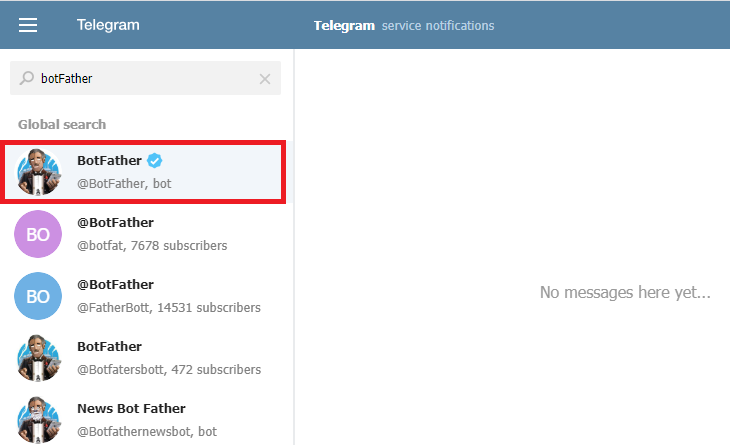 Telegram
Telegram service notifications
botFather
Global search
BotFather
@BotFather, bot
BO
@BotFather
@botfat, 7678 subscribers
BO
@BotFather
@FatherBott, 14531 subscribers
No messages here yet...
BotFather
@Botfatersbott, 472 subscribers
News Bot Father
@Botfathernewsbot, bot